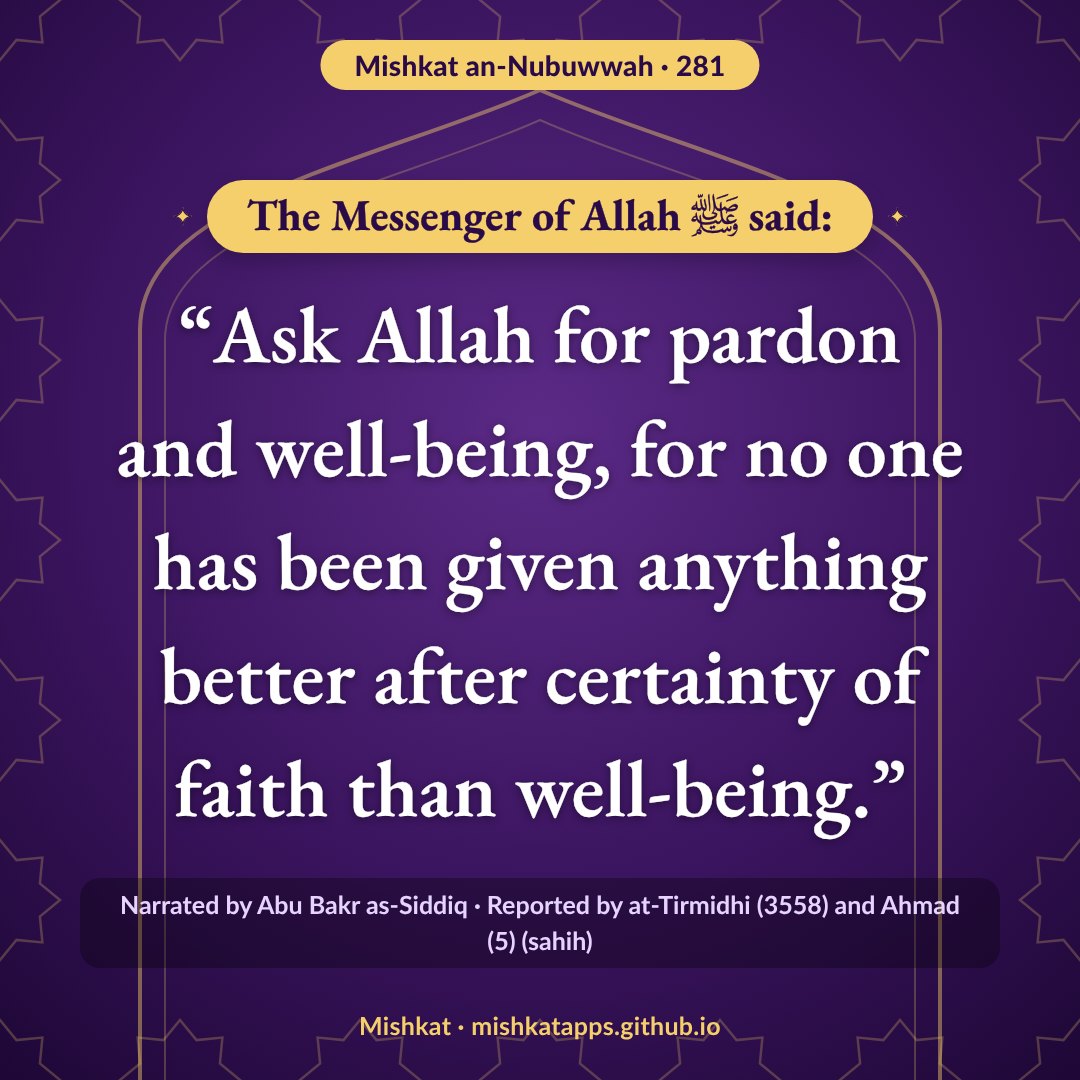 Mishkat an-Nubuwwah · 281
The Messenger of Allah ﷺ said:
“Ask Allah for pardon
and well-being, for no one
has been given anything
better after certainty of
faith than well-being.”
Narrated by Abu Bakr as-Siddiq · Reported by at-Tirmidhi (3558) and Ahmad
(5) (sahih)
Mishkat · mishkatapps.github.io